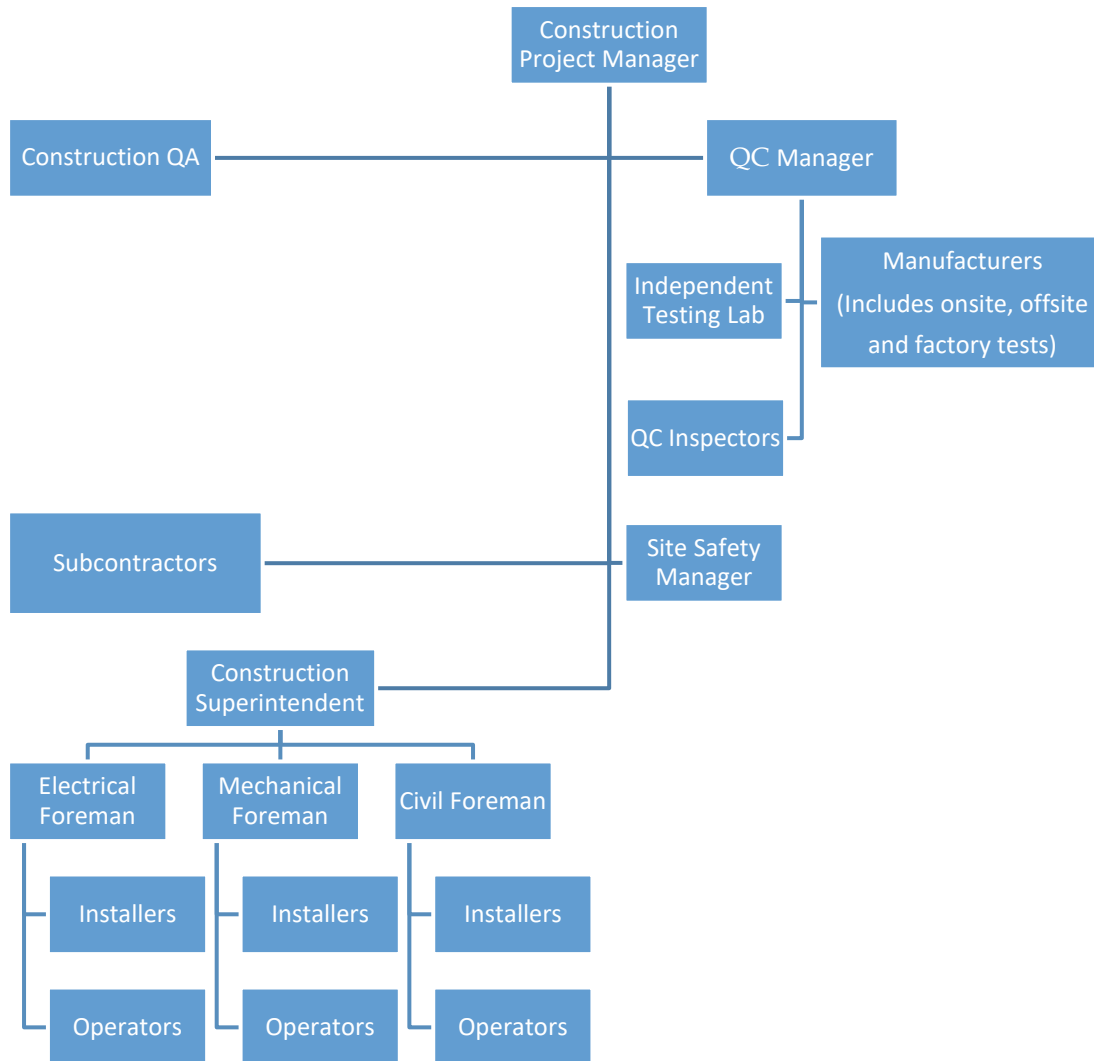 Construction
Project Manager
Construction QA
QC Manager
Independent
Testing Lab
Manufacturers
(Includes onsite, offsite
and factory tests)
QC Inspectors
Subcontractors
Site Safety
Manager
Construction
Superintendent
Electrical
Foreman
Mechanical
Foreman
Civil Foreman
Installers
Installers
Installers
Operators
Operators
Operators